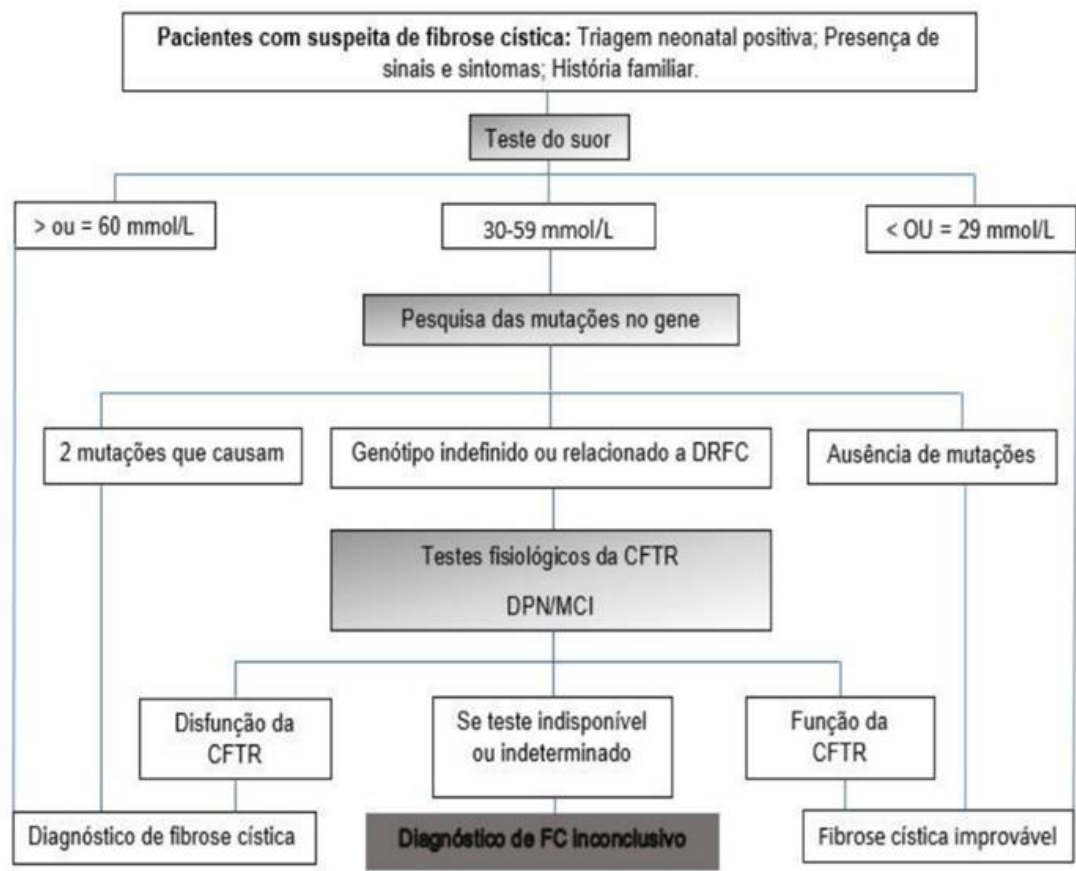 Pacientes com suspeita de fibrose cística: Triagem neonatal positiva; Presença de
sinais e sintomas; História familiar.
Teste do suor
> ou = 60 mmol/L
30-59 mmol/L
< OU = 29 mmol/L
Pesquisa das mutações no gene
2 mutações que causam
Genótipo indefinido ou relacionado a DRFC
Ausência de mutações
Testes fisiológicos da CFTR
DPN/MCI
Disfunção da
CFTR
Se teste indisponível
ou indeterminado
Função da
CFTR
Diagnóstico de fibrose cística
Diagnóstico de FC inconclusivo
Fibrose cística improvável